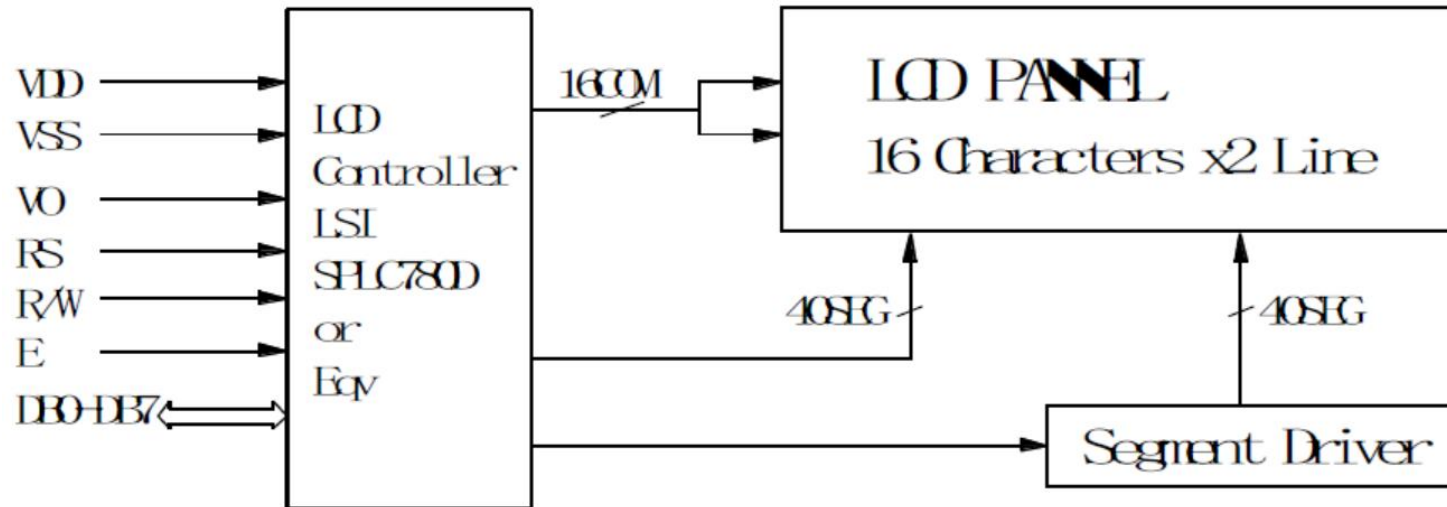 VDD
VSS
VO
RS
R/W
E
DB0-DB7
LCD
Controller
LSI
SPLC780D
or
Eqv
16COM
LCD PANNEL
16 Characters x2 Line
40SEG
40SEG
Segment Driver